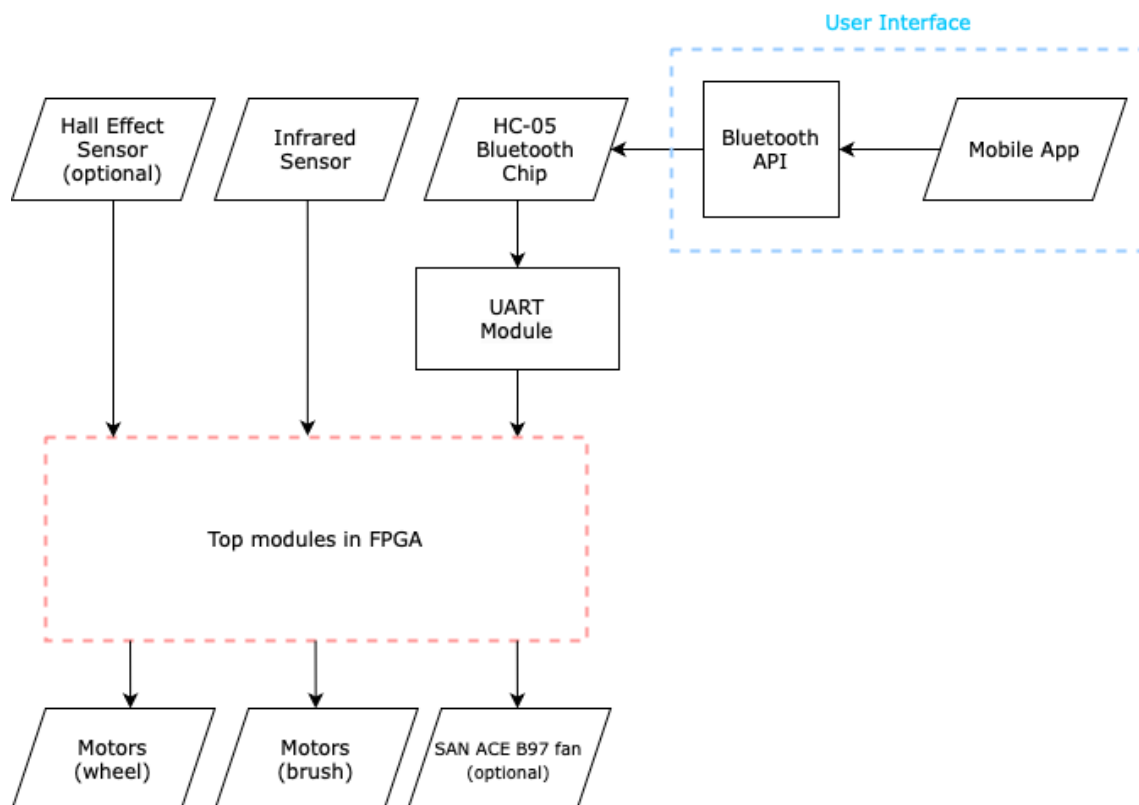 User Interface
Hall Effect
Sensor
(optional)
Infrared
Sensor
HC-05
Bluetooth
Chip
Bluetooth
API
Mobile App
UART
Module
Top modules in FPGA
Motors
(wheel)
Motors
(brush)
SAN ACE B97 fan
(optional)